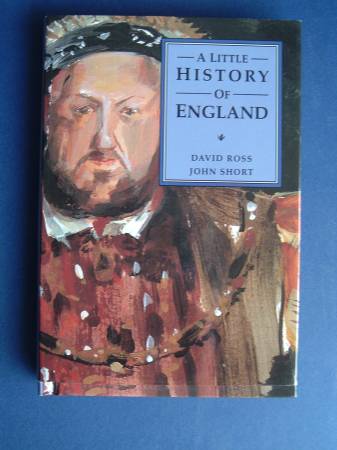 A LITTLE
HISTORY
OF
ENGLAND
DAVID ROSS
JOHN SHORT